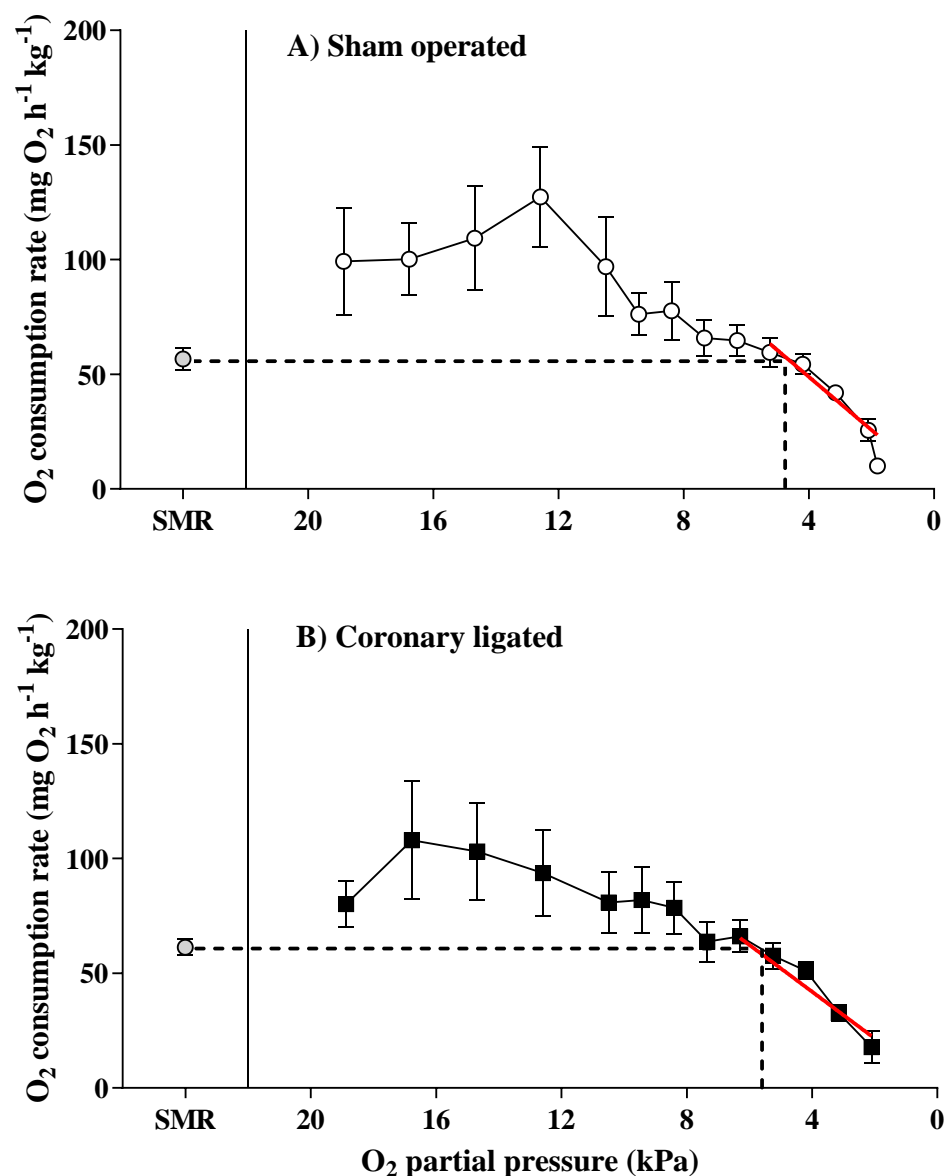 A) Sham operated
O₂ consumption rate (mg O₂ h⁻¹ kg⁻¹)
200
150
100
50
0
SMR 20 16 12 8 4 0
B) Coronary ligated
O₂ consumption rate (mg O₂ h⁻¹ kg⁻¹)
200
150
100
50
0
SMR 20 16 12 8 4 0
O₂ partial pressure (kPa)